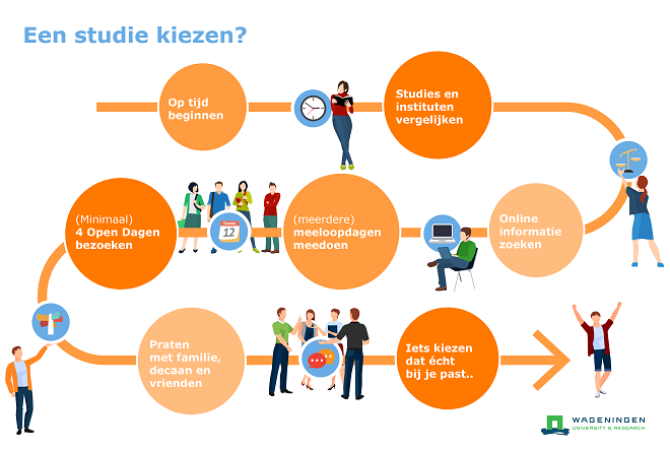 Een studie kiezen?
Op tijd
beginnen
Studies en
instituten
vergelijken
Online
informatie
zoeken
(meerdere)
meeloopdagen
meedoen
12
(Minimaal)
4 Open Dagen
bezoeken
Praten
met familie,
decaan en
vrienden
Iets kiezen
dat écht
bij je past..
WAGENINGEN
UNIVERSITY & RESEARCH